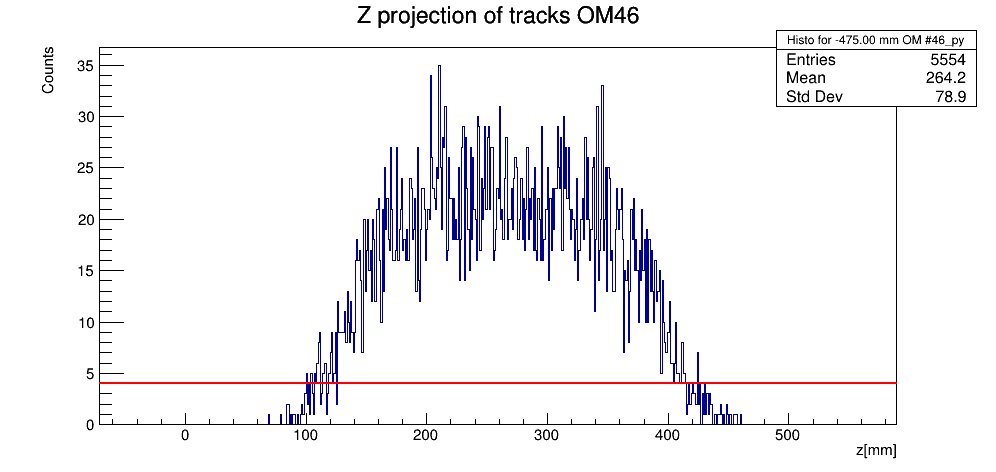 Z projection of tracks OM46
Histo for -475.00 mm OM #46_py
Entries 5554
Mean 264.2
Std Dev 78.9
Counts
35
30
25
20
15
10
5
0
0 100 200 300 400 500
z[mm]